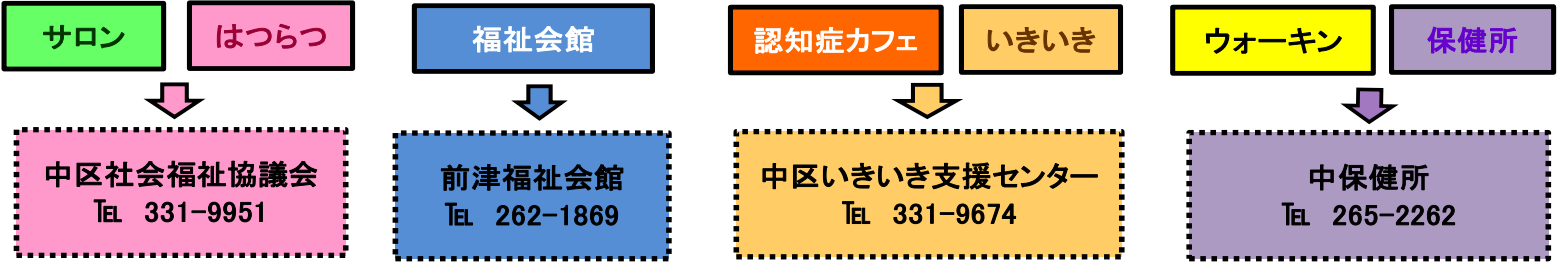 サロン
はつらつ
中区社会福祉協議会
℡ 331-9951
福祉会館
前津福祉会館
℡ 262-1869
認知症カフェ
いきいき
中区いきいき支援センター
℡ 331-9674
ウォーキン
保健所
中保健所
℡ 265-2262